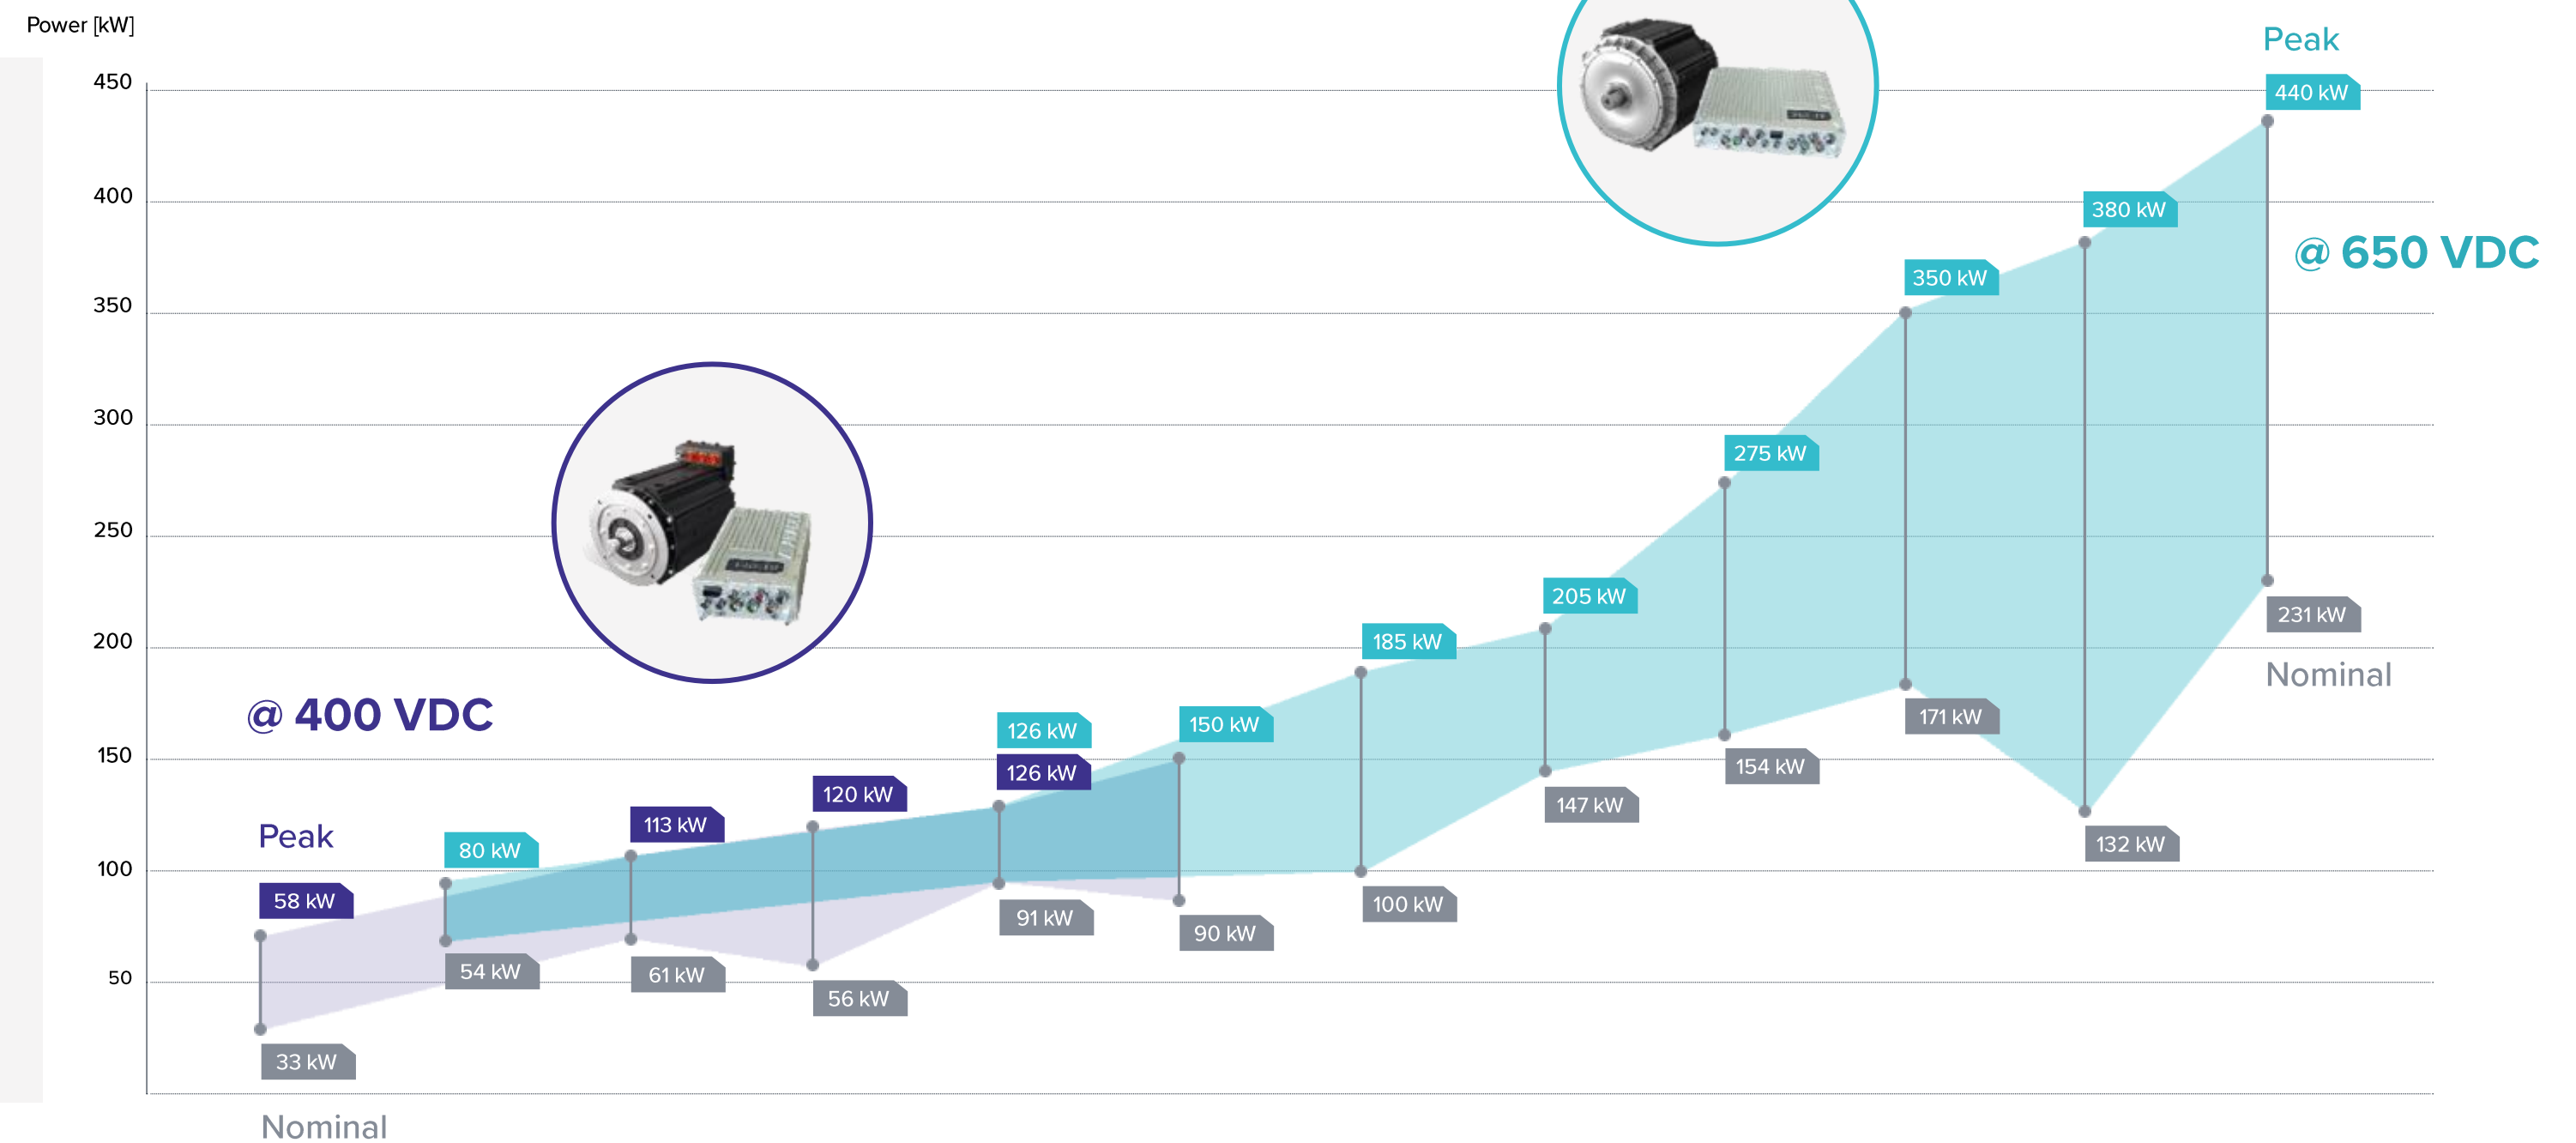 Power [kW]
Peak
450
440 kW
400
380 kW
@ 650 VDC
350 kW
350
300
275 kW
250
205 kW
231 kW
200
185 kW
Nominal
@ 400 VDC
126 kW
150 kW
171 kW
150
126 kW
154 kW
120 kW
147 kW
113 kW
Peak
132 kW
80 kW
100
58 kW
100 kW
91 kW
90 kW
54 kW
61 kW
50
56 kW
33 kW
Nominal